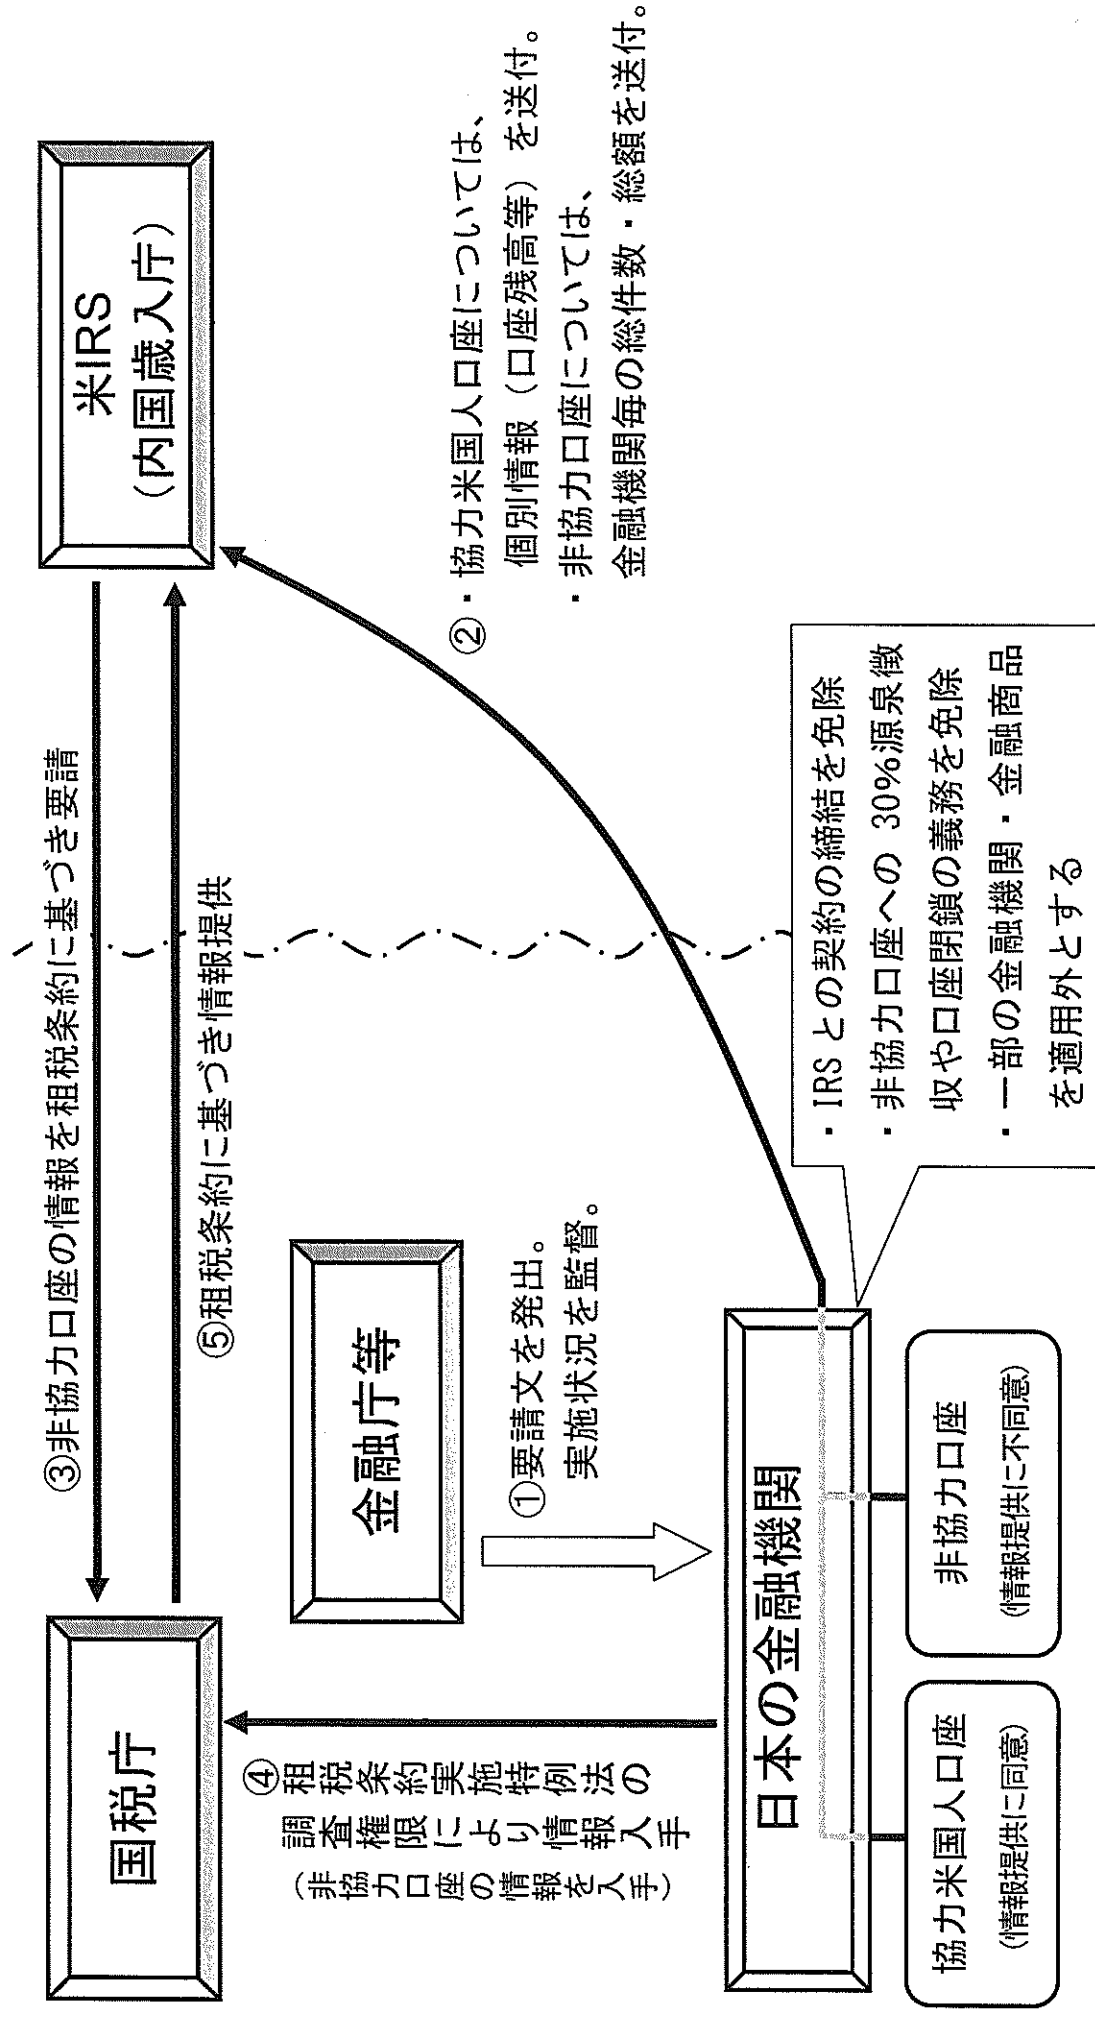 国税庁
米IRS
（内国歳入庁）
③非協力口座の情報を租税条約に基づき要請
⑤租税条約に基づき情報提供
④租税条約実施特例法の
調査権限により情報入手
（非協力口座の情報を入手）
金融庁等
①要請文を発出。
実施状況を監督。
②・協力米国人口座については、
個別情報（口座残高等）を送付。
・非協力口座については、
金融機関毎の総件数・総額を送付。
日本の金融機関
・IRS との契約の締結を免除
・非協力口座への 30%源泉徴
収や口座閉鎖の義務を免除
・一部の金融機関・金融商品
を適用外とする
協力米国人口座
（情報提供に同意）
非協力口座
（情報提供に不同意）